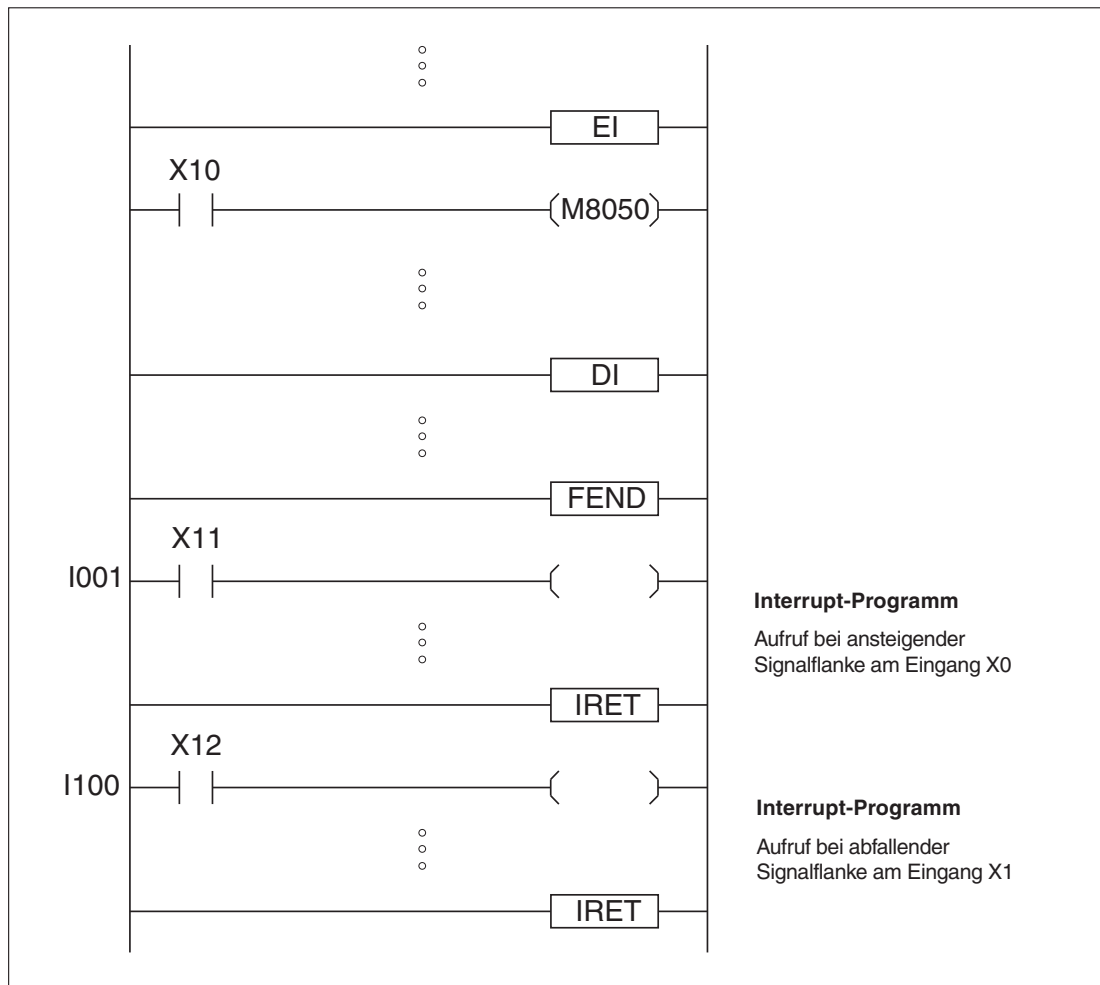 EI
X10
M8050
DI
FEND
X11
I001
Interrupt-Programm
Aufruf bei ansteigender
Signalflanke am Eingang X0
IRET
X12
I100
Interrupt-Programm
Aufruf bei abfallender
Signalflanke am Eingang X1
IRET